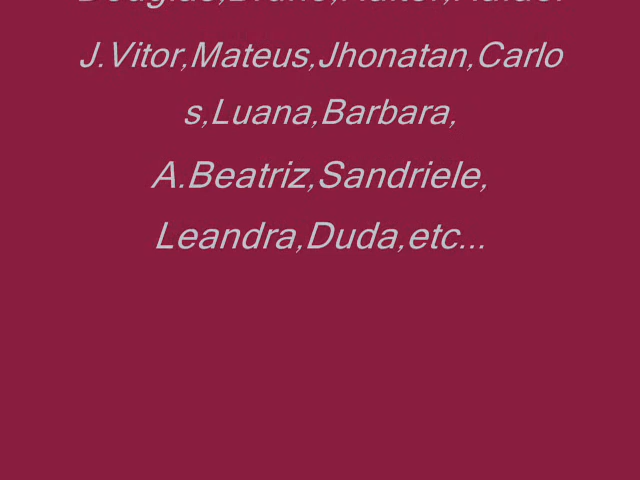 J.Vitor,Mateus,Jhonatan,Carlo
s,Luana,Barbara,
A.Beatriz,Sandriele,
Leandra,Duda,etc...